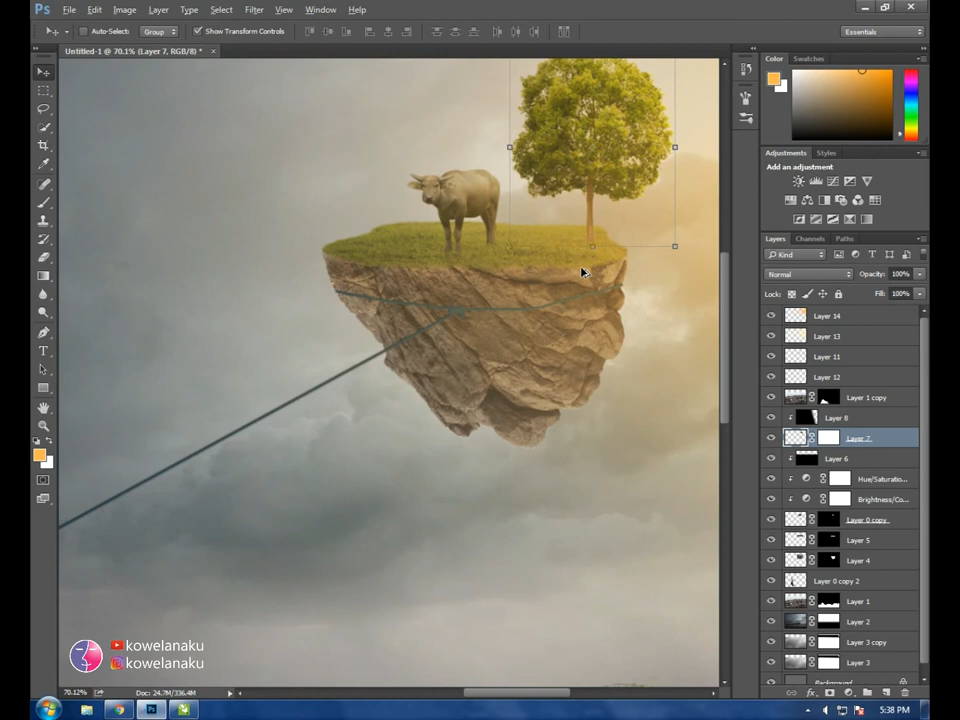 Ps File Edit Image Layer Type Select Filter View Window Help
Auto-Select: Group Show Transform Controls Essentials
Untitled-1 @ 70.1% (Layer 7, RGB/8) * ×
Color Swatches
Adjustments Styles
Add an adjustment
Layers Channels Paths
Kind
Normal Opacity: 100%
Lock: Fill: 100%
Layer 14
Layer 13
Layer 11
Layer 12
Layer 1 copy
Layer 8
Layer 7
Layer 6
Hue/Saturatio...
Brightness/Co...
Layer 0 copy
Layer 5
Layer 4
Layer 0 copy 2
Layer 1
Layer 2
Layer 3 copy
Layer 3
Background
kowelanaku
kowelanaku
70.12% Doc: 24.7M/336.4M
Ps 5:38 PM